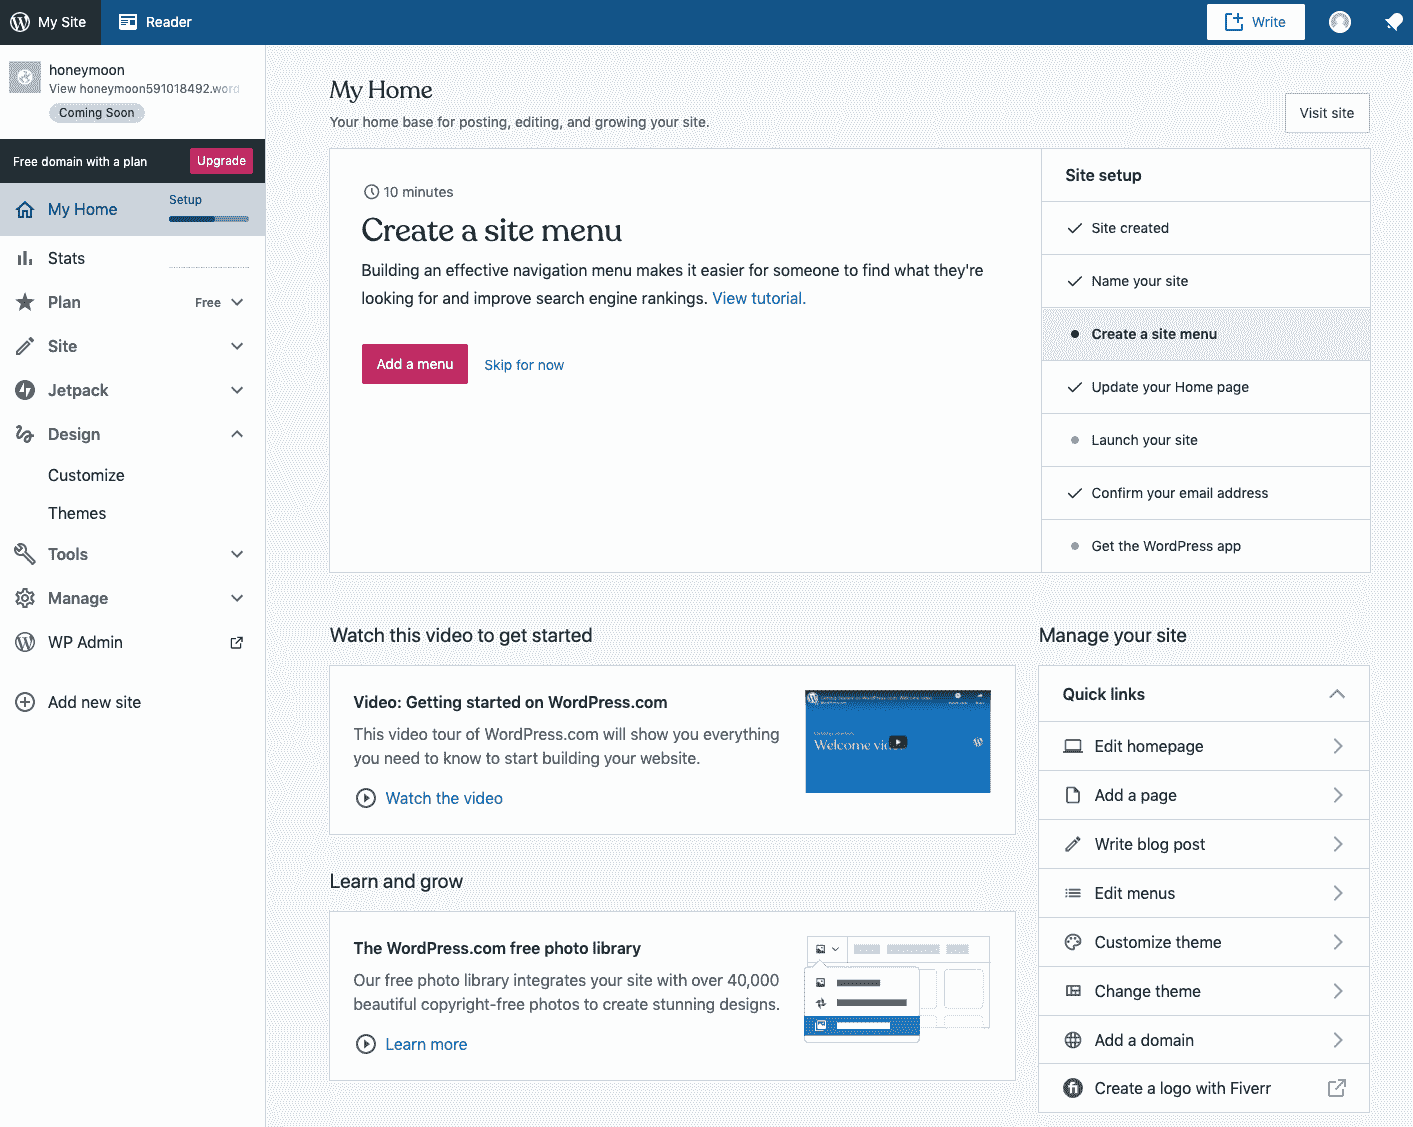 My Site
Reader
Write
honeymoon
View honeymoon591018492.word
Coming Soon
Free domain with a plan
Upgrade
My Home
Setup
Stats
Plan
Free
Site
Jetpack
Design
Customize
Themes
Tools
Manage
WP Admin
Add new site
My Home
Your home base for posting, editing, and growing your site.
Visit site
10 minutes
Create a site menu
Building an effective navigation menu makes it easier for someone to find what they're
looking for and improve search engine rankings. View tutorial.
Add a menu
Skip for now
Site setup
Site created
Name your site
Create a site menu
Update your Home page
Launch your site
Confirm your email address
Get the WordPress app
Watch this video to get started
Video: Getting started on WordPress.com
This video tour of WordPress.com will show you everything
you need to know to start building your website.
Watch the video
Welcome vi
Learn and grow
The WordPress.com free photo library
Our free photo library integrates your site with over 40,000
beautiful copyright-free photos to create stunning designs.
Learn more
Manage your site
Quick links
Edit homepage
Add a page
Write blog post
Edit menus
Customize theme
Change theme
Add a domain
Create a logo with Fiverr